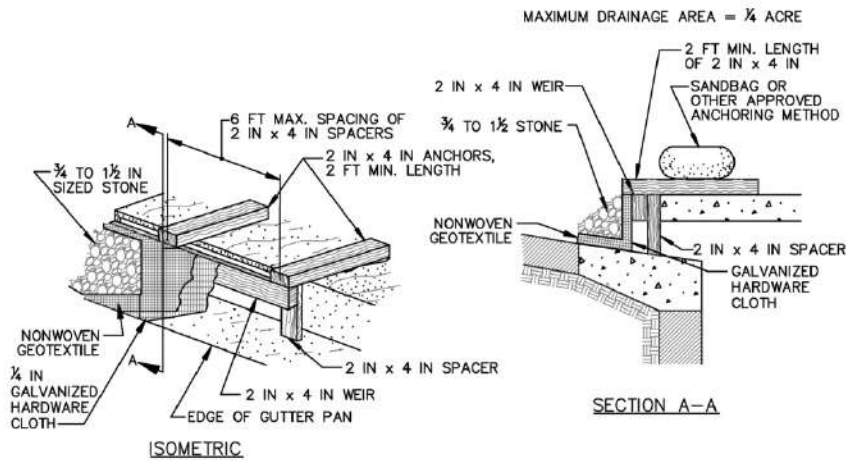 MAXIMUM DRAINAGE AREA = ¼ ACRE
6 FT MAX. SPACING OF
2 IN x 4 IN SPACERS
A
¾ TO 1½ IN
SIZED STONE
2 IN x 4 IN ANCHORS,
2 FT MIN. LENGTH
NONWOVEN
GEOTEXTILE
A
¼ IN
GALVANIZED
HARDWARE
CLOTH
2 IN x 4 IN SPACER
2 IN x 4 IN WEIR
EDGE OF GUTTER PAN
ISOMETRIC
2 FT MIN. LENGTH
OF 2 IN x 4 IN
2 IN x 4 IN WEIR
SANDBAG OR
OTHER APPROVED
ANCHORING METHOD
¾ TO 1½ STONE
NONWOVEN
GEOTEXTILE
2 IN x 4 IN SPACER
GALVANIZED
HARDWARE
CLOTH
SECTION A-A